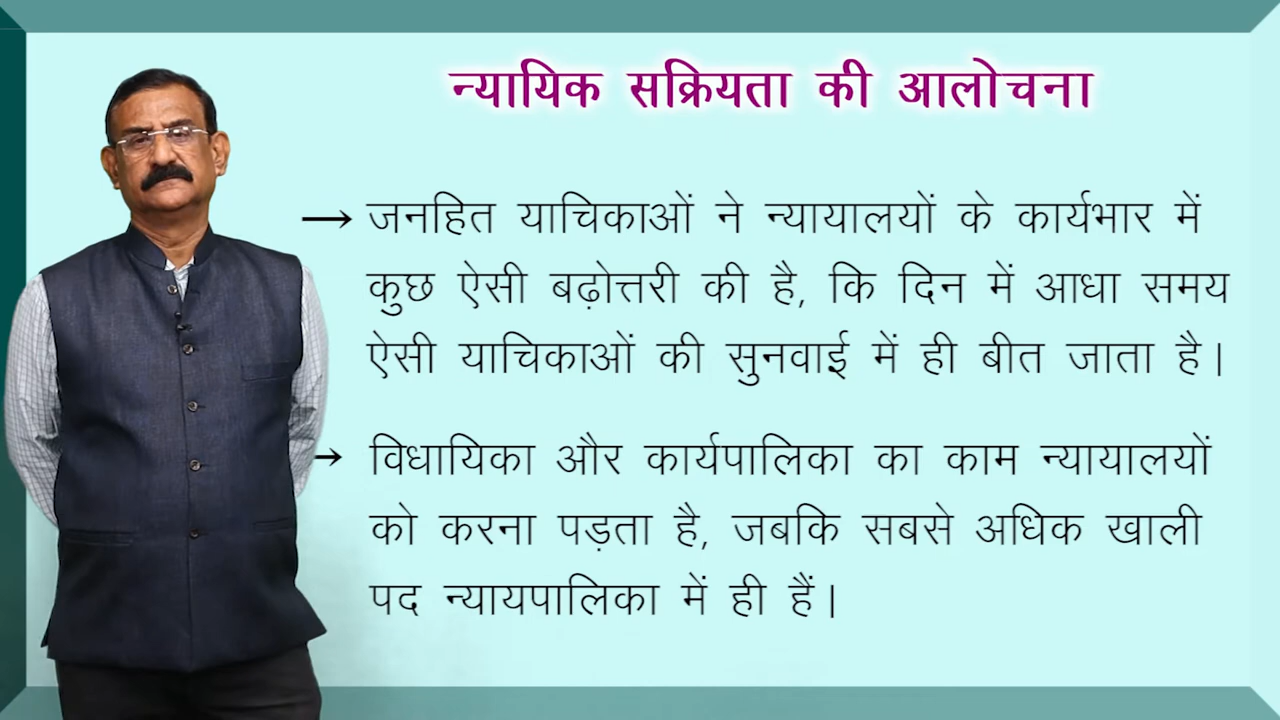 न्यायिक सक्रियता की आलोचना
→ जनहित याचिकाओं ने न्यायालयों के कार्यभार में
कुछ ऐसी बढ़ोत्तरी की है, कि दिन में आधा समय
ऐसी याचिकाओं की सुनवाई में ही बीत जाता है।
→ विधायिका और कार्यपालिका का काम न्यायालयों
को करना पड़ता है, जबकि सबसे अधिक खाली
पद न्यायपालिका में ही हैं।